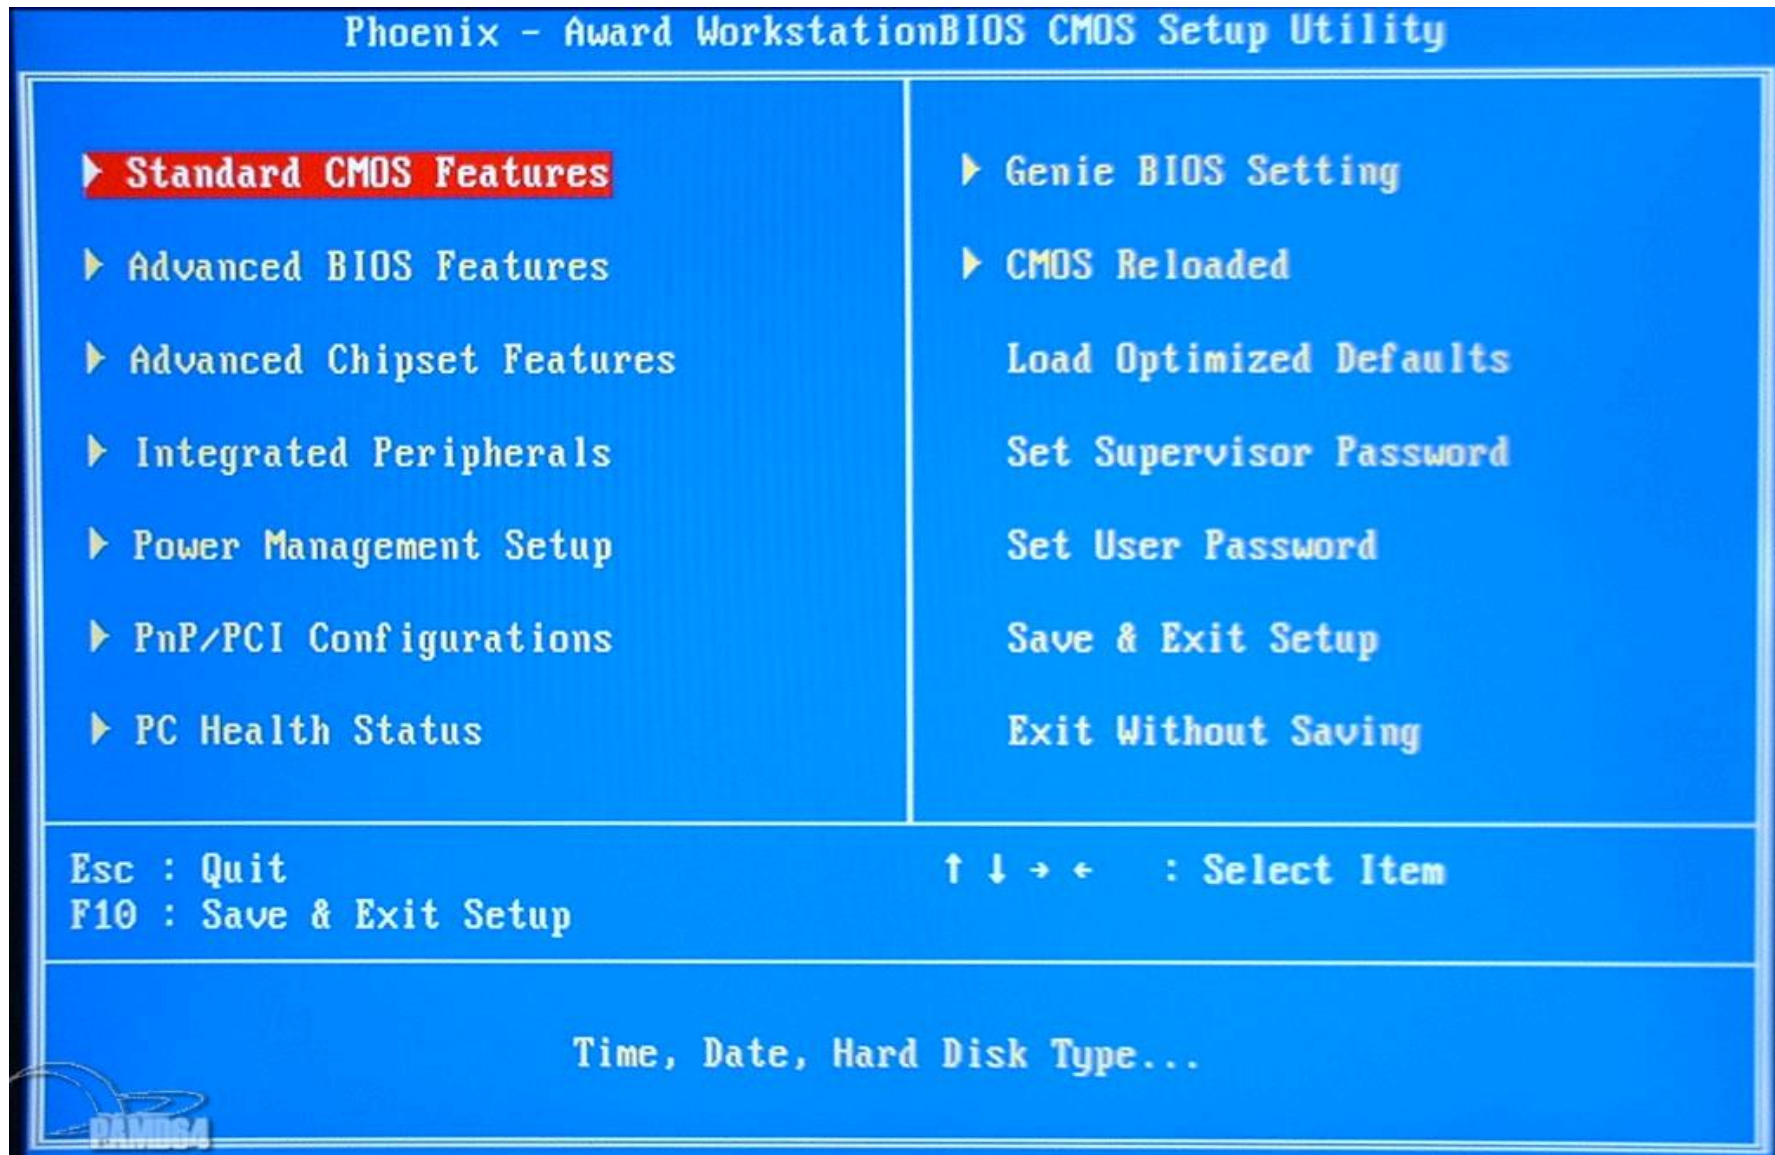 Phoenix - Award WorkstationBIOS CMOS Setup Utility
Standard CMOS Features
Advanced BIOS Features
Advanced Chipset Features
Integrated Peripherals
Power Management Setup
PnP/PCI Configurations
PC Health Status
Genie BIOS Setting
CMOS Reloaded
Load Optimized Defaults
Set Supervisor Password
Set User Password
Save & Exit Setup
Exit Without Saving
Esc : Quit
F10 : Save & Exit Setup
↑ ↓ → ← : Select Item
Time, Date, Hard Disk Type...
PAMD64